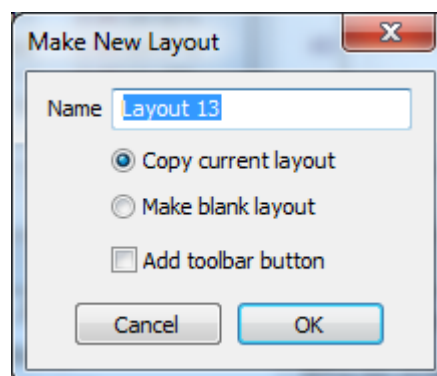 Make New Layout
Name Layout 13
Copy current layout
Make blank layout
Add toolbar button
Cancel OK